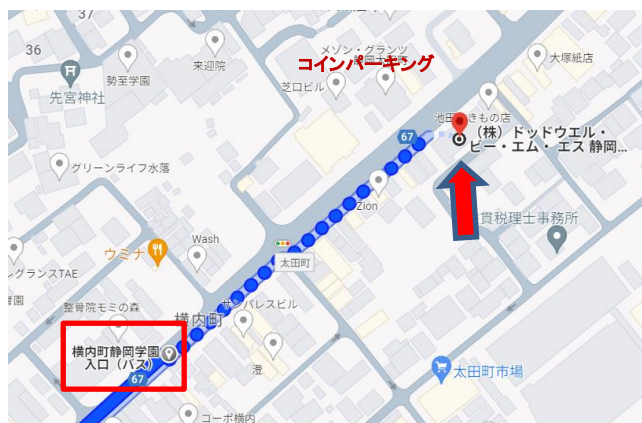 37
36
来迎院
メゾン・グランツ
コインパーキング
大塚紙店
勢至学園
先宮神社
芝口ビル
池田
きもの店
67
(株)ドッドウエル・
ビー・エム・エス 静岡...
グリーンライフ水落
Zion
貫税理士事務所
ウミナ
Wash
太田町
グランスTAE
育園
整骨院モミの森
サンパレスビル
横内町
横内町静岡学園
入口(バス)
67
澄
太田町市場
コーポ横内